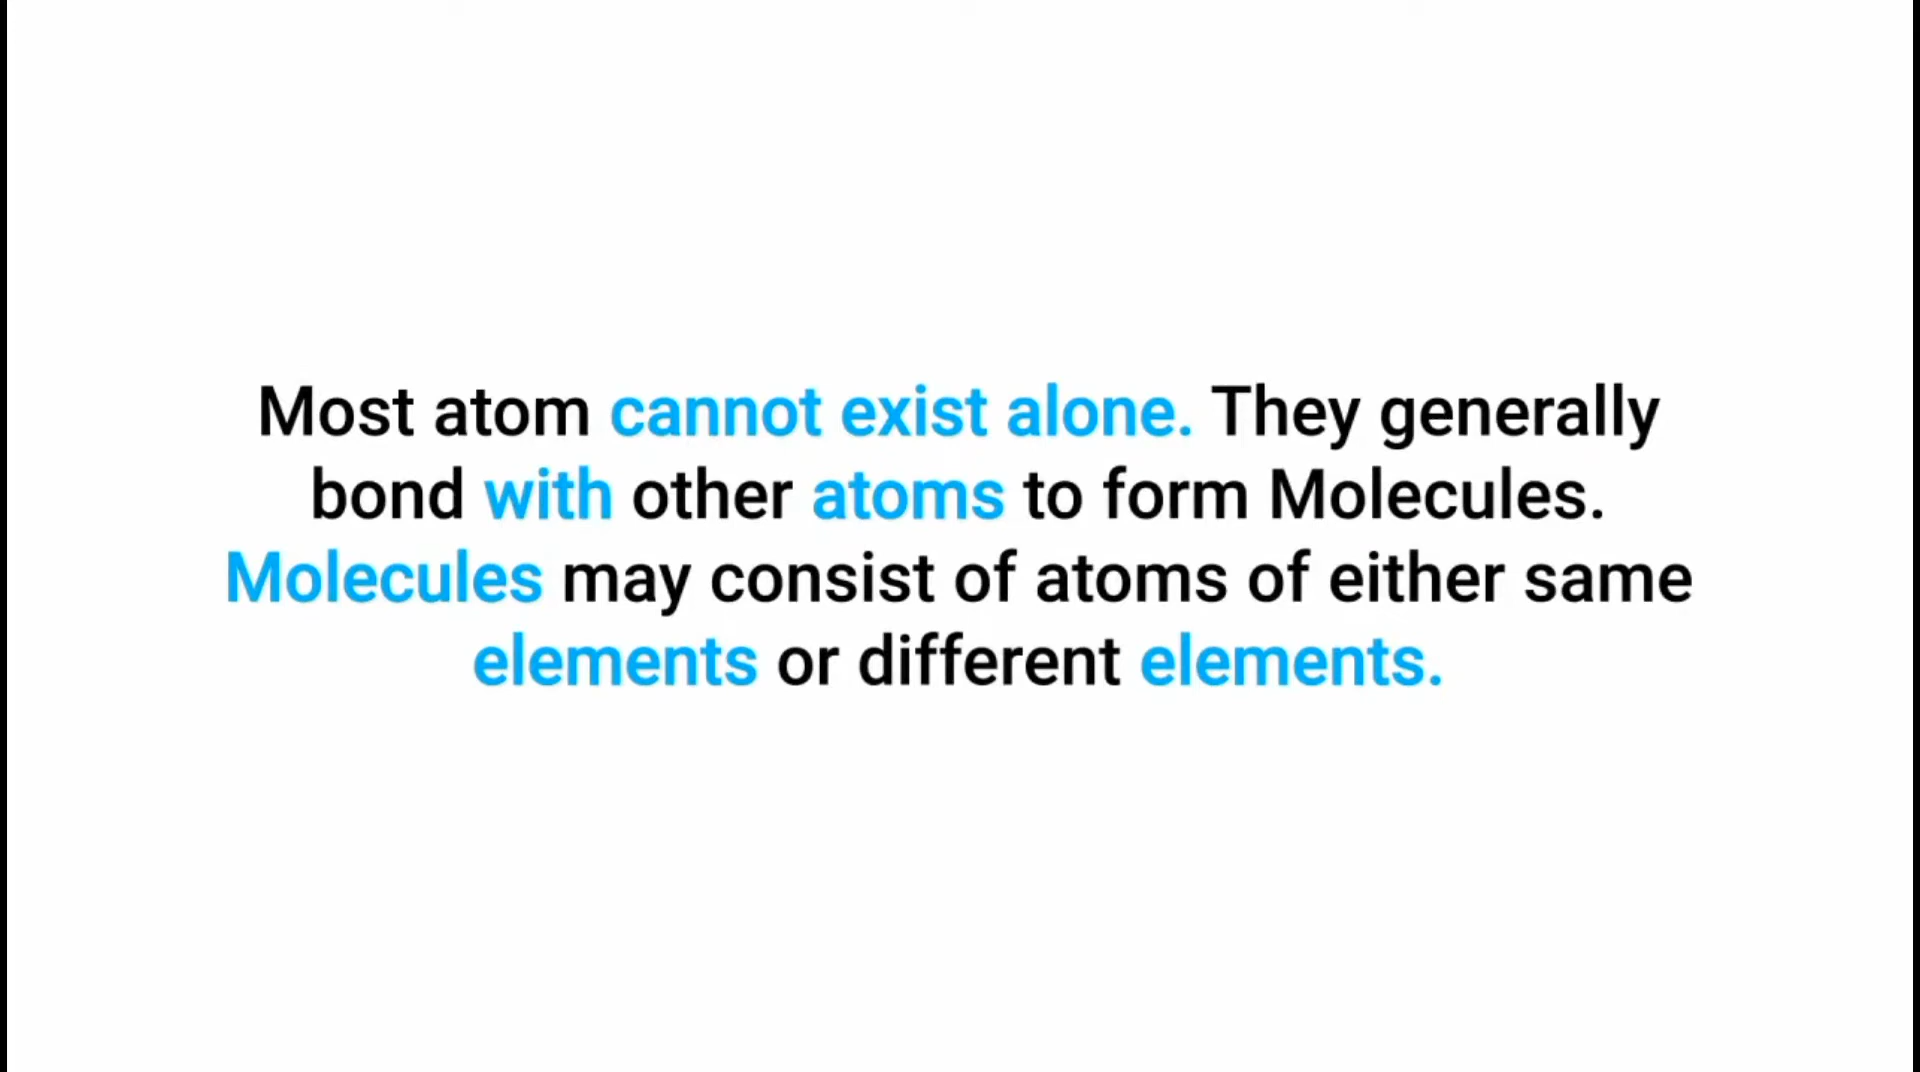 Most atom cannot exist alone. They generally
bond with other atoms to form Molecules.
Molecules may consist of atoms of either same
elements or different elements.